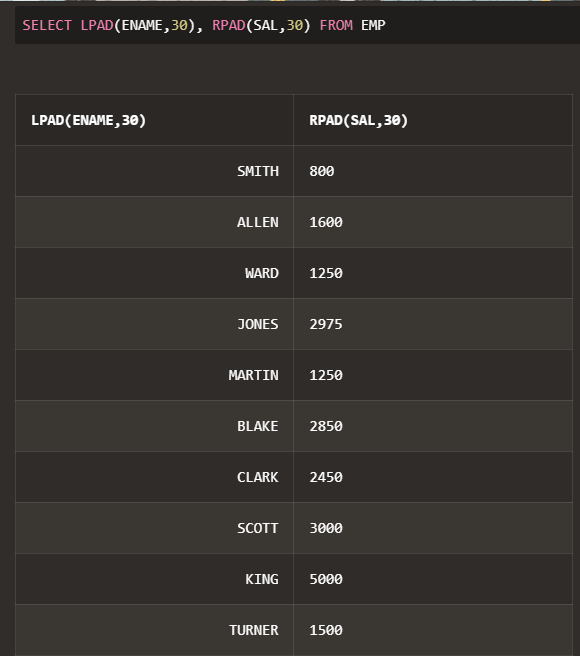 SELECT LPAD(ENAME,30), RPAD(SAL,30) FROM EMP
LPAD(ENAME,30) RPAD(SAL,30)
SMITH 800
ALLEN 1600
WARD 1250
JONES 2975
MARTIN 1250
BLAKE 2850
CLARK 2450
SCOTT 3000
KING 5000
TURNER 1500